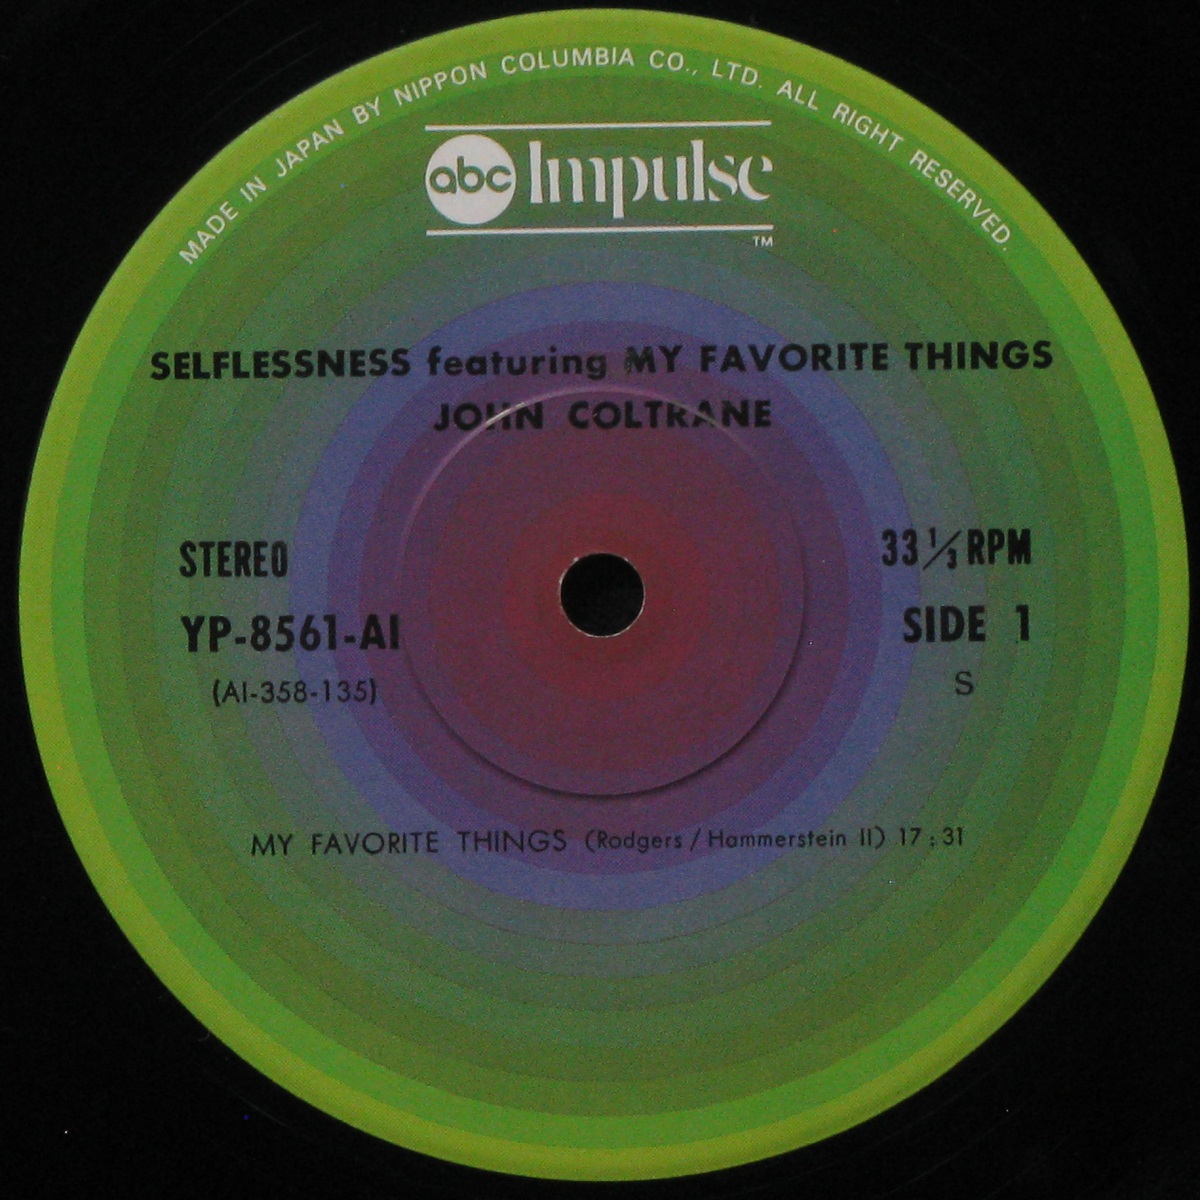 MADE IN JAPAN BY NIPPON COLUMBIA CO., LTD. ALL RIGHT RESERVED.
abc Impulse
TM
SELFLESSNESS featuring MY FAVORITE THINGS
JOHN COLTRANE
STEREO
33 1/3 RPM
YP-8561-AI
SIDE 1
(AI-358-135)
S
MY FAVORITE THINGS (Rodgers / Hammerstein II) 17 : 31